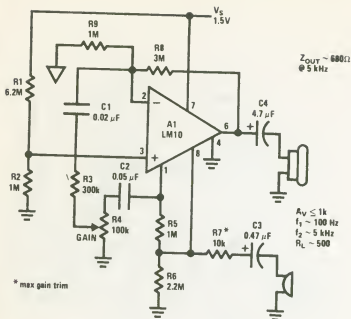 Vs
1.5V
R9
1M
R8
3M
R1
6.2M
C1
0.02 µF
2
7
6
A1
LM10
3
+
1
8
4
C4
4.7 µF
+
ZOUT ~ 680Ω
@ 5 kHz
R2
1M
R3
300k
C2
0.05 µF
R4
100k
GAIN
R5
1M
R7*
10k
C3
0.47 µF
+
R6
2.2M
AV ≤ 1k
f1 ~ 100 Hz
f2 ~ 5 kHz
RL ~ 500
* max gain trim